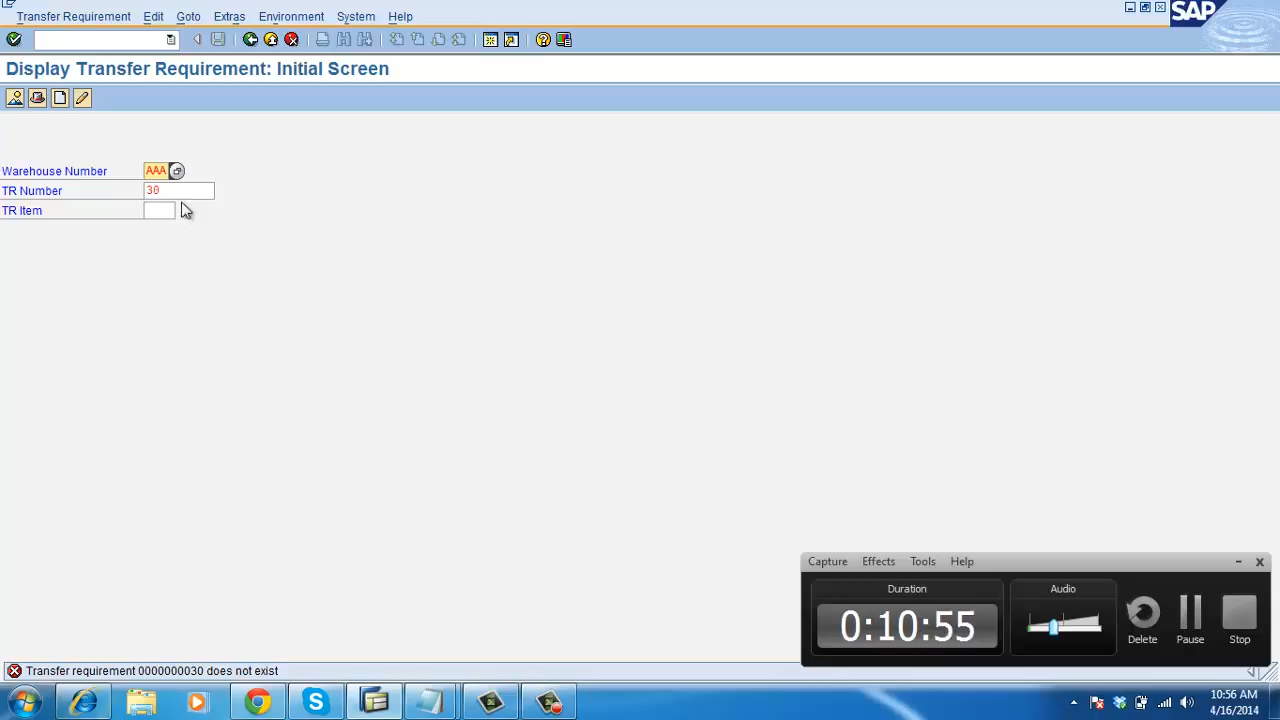 Transfer Requirement Edit Goto Extras Environment System Help
SAP
Display Transfer Requirement: Initial Screen
Warehouse Number AAA
TR Number 30
TR Item
Capture Effects Tools Help
Duration Audio
0:10:55
Delete Pause Stop
Transfer requirement 0000000030 does not exist
10:56 AM
4/16/2014